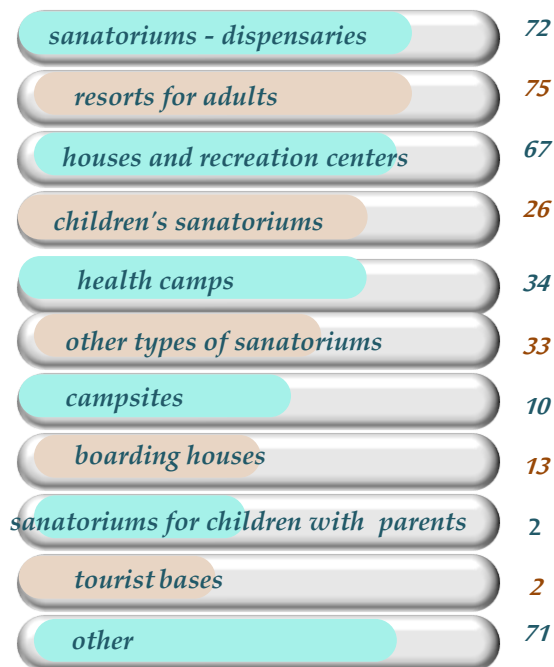 sanatoriums - dispensaries 72
resorts for adults 75
houses and recreation centers 67
children's sanatoriums 26
health camps 34
other types of sanatoriums 33
campsites 10
boarding houses 13
sanatoriums for children with parents 2
tourist bases 2
other 71